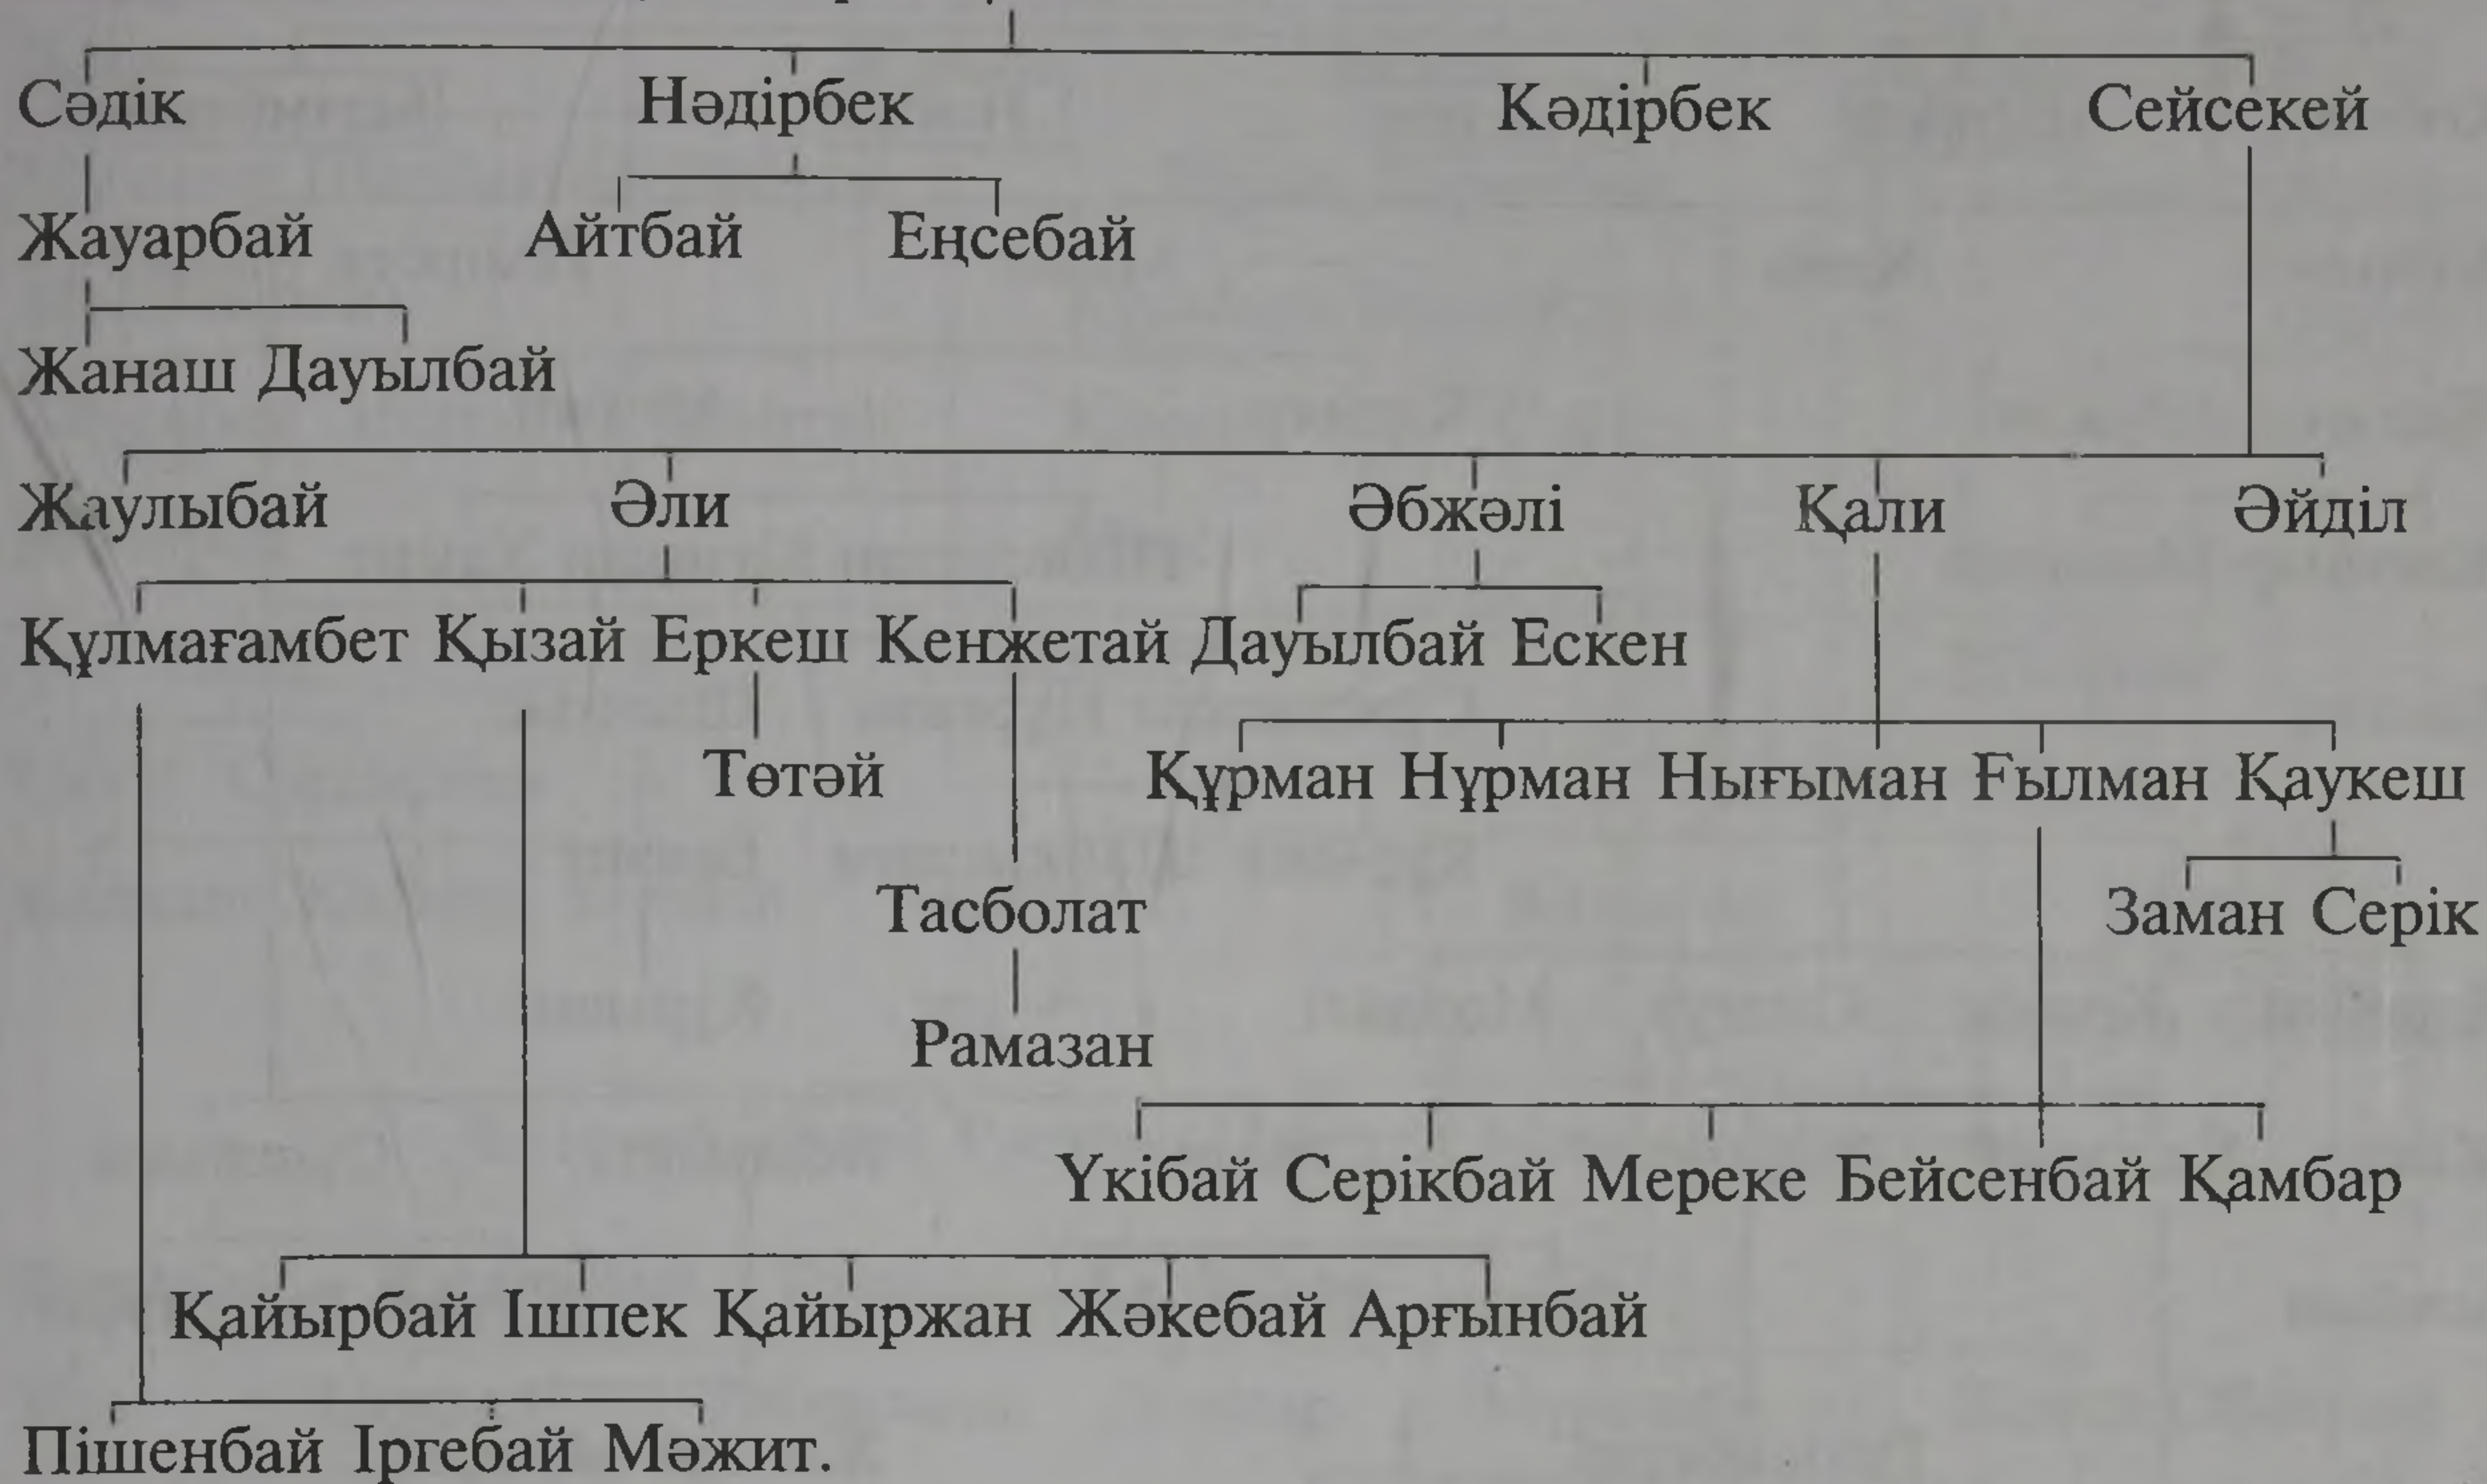 Сәдік Нәдірбек Кәдірбек Сейсекей
Жауарбай Айтбай Еңсебай
Жанаш Дауылбай
Жаулыбай Әли Әбжәлі Қали Әйділ
Құлмағамбет Қызай Еркеш Кенжетай Дауылбай Ескен
Төтәй Құрман Нұрман Нығыман Ғылман Қаукеш
Тасболат Заман Серік
Рамазан
Үкібай Серікбай Мереке Бейсенбай Қамбар
Қайырбай Ішпек Қайыржан Жәкебай Арғынбай
Пішенбай Іргебай Мәжит.